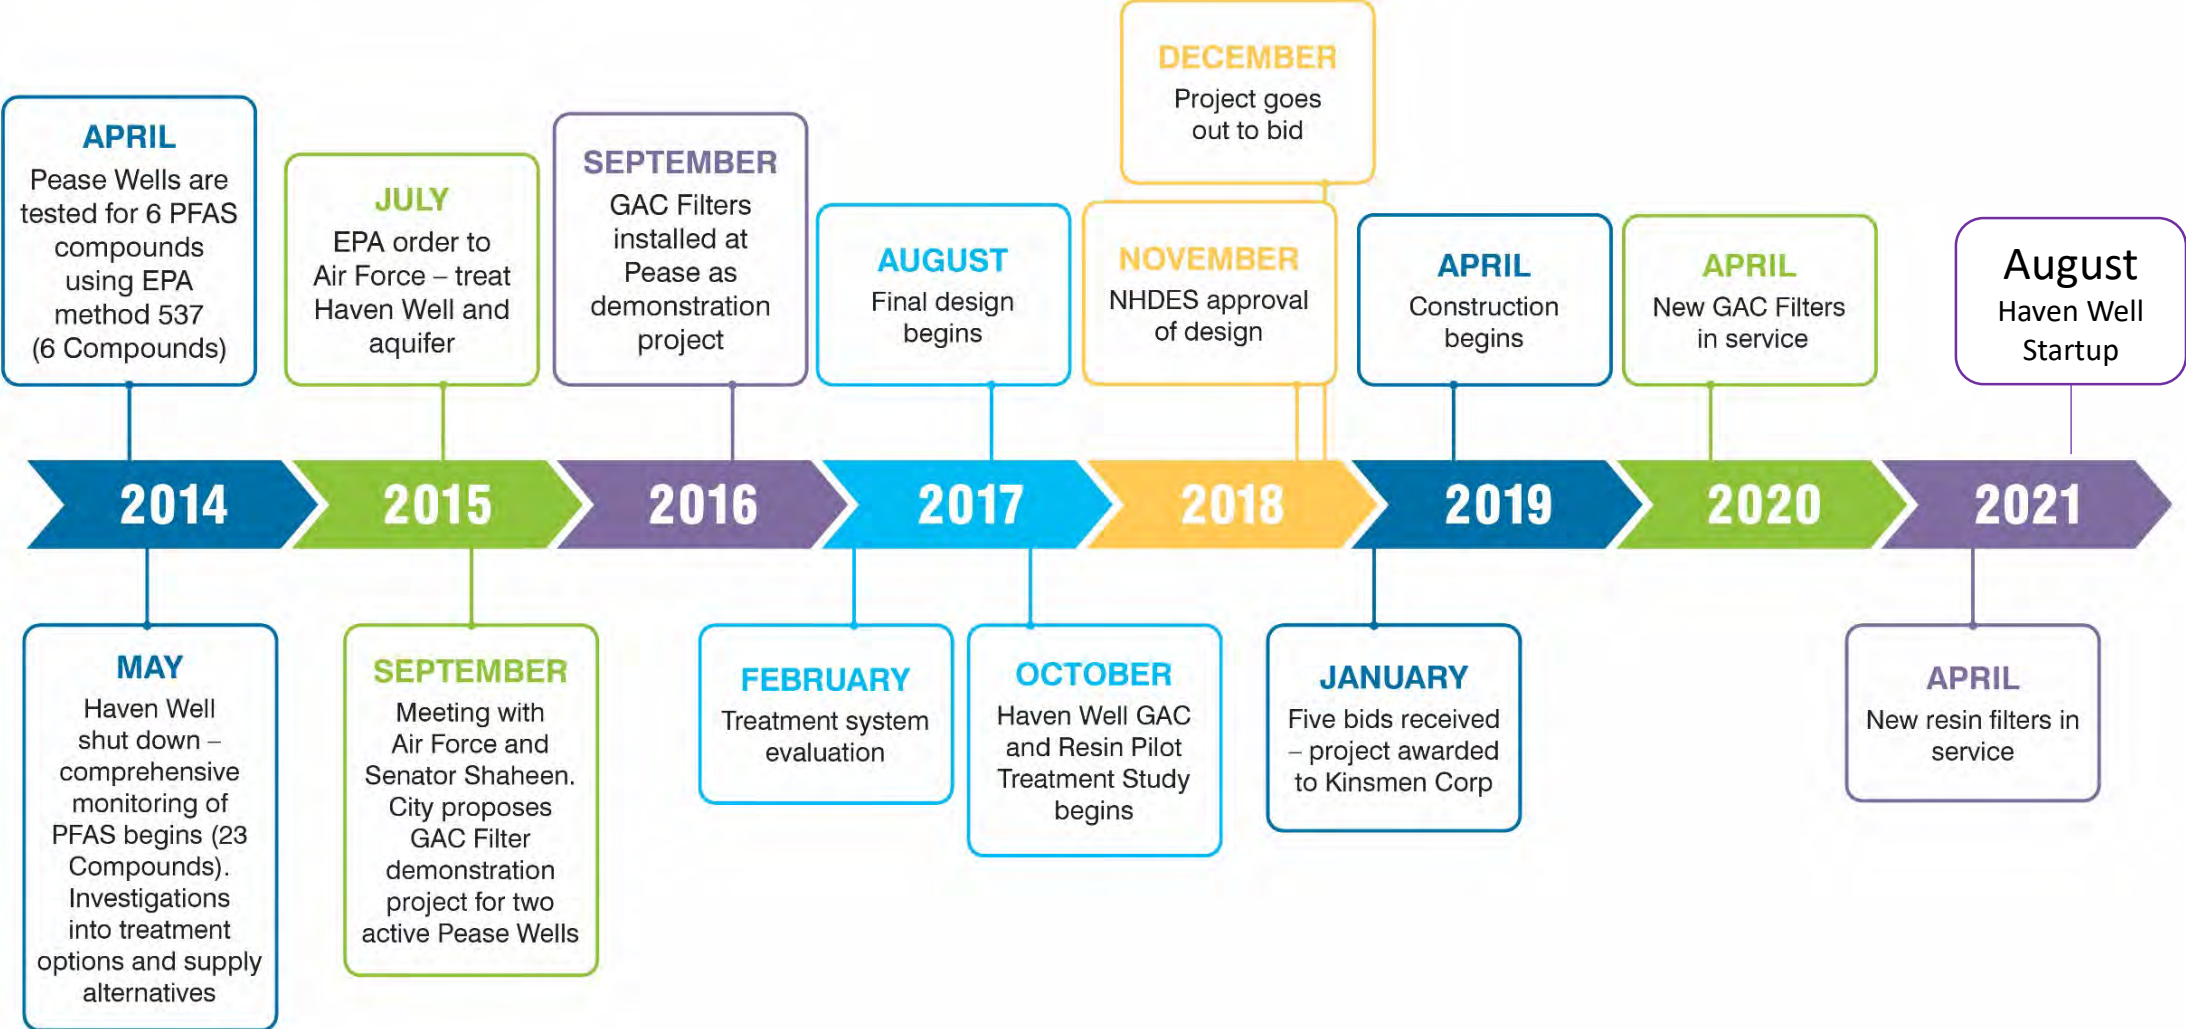 DECEMBER
Project goes
out to bid
APRIL
Pease Wells are
tested for 6 PFAS
compounds
using EPA
method 537
(6 Compounds)
JULY
EPA order to
Air Force – treat
Haven Well and
aquifer
SEPTEMBER
GAC Filters
installed at
Pease as
demonstration
project
AUGUST
Final design
begins
NOVEMBER
NHDES approval
of design
APRIL
Construction
begins
APRIL
New GAC Filters
in service
August
Haven Well
Startup
2014
2015
2016
2017
2018
2019
2020
2021
MAY
Haven Well
shut down –
comprehensive
monitoring of
PFAS begins (23
Compounds).
Investigations
into treatment
options and supply
alternatives
SEPTEMBER
Meeting with
Air Force and
Senator Shaheen.
City proposes
GAC Filter
demonstration
project for two
active Pease Wells
FEBRUARY
Treatment system
evaluation
OCTOBER
Haven Well GAC
and Resin Pilot
Treatment Study
begins
JANUARY
Five bids received
– project awarded
to Kinsmen Corp
APRIL
New resin filters in
service